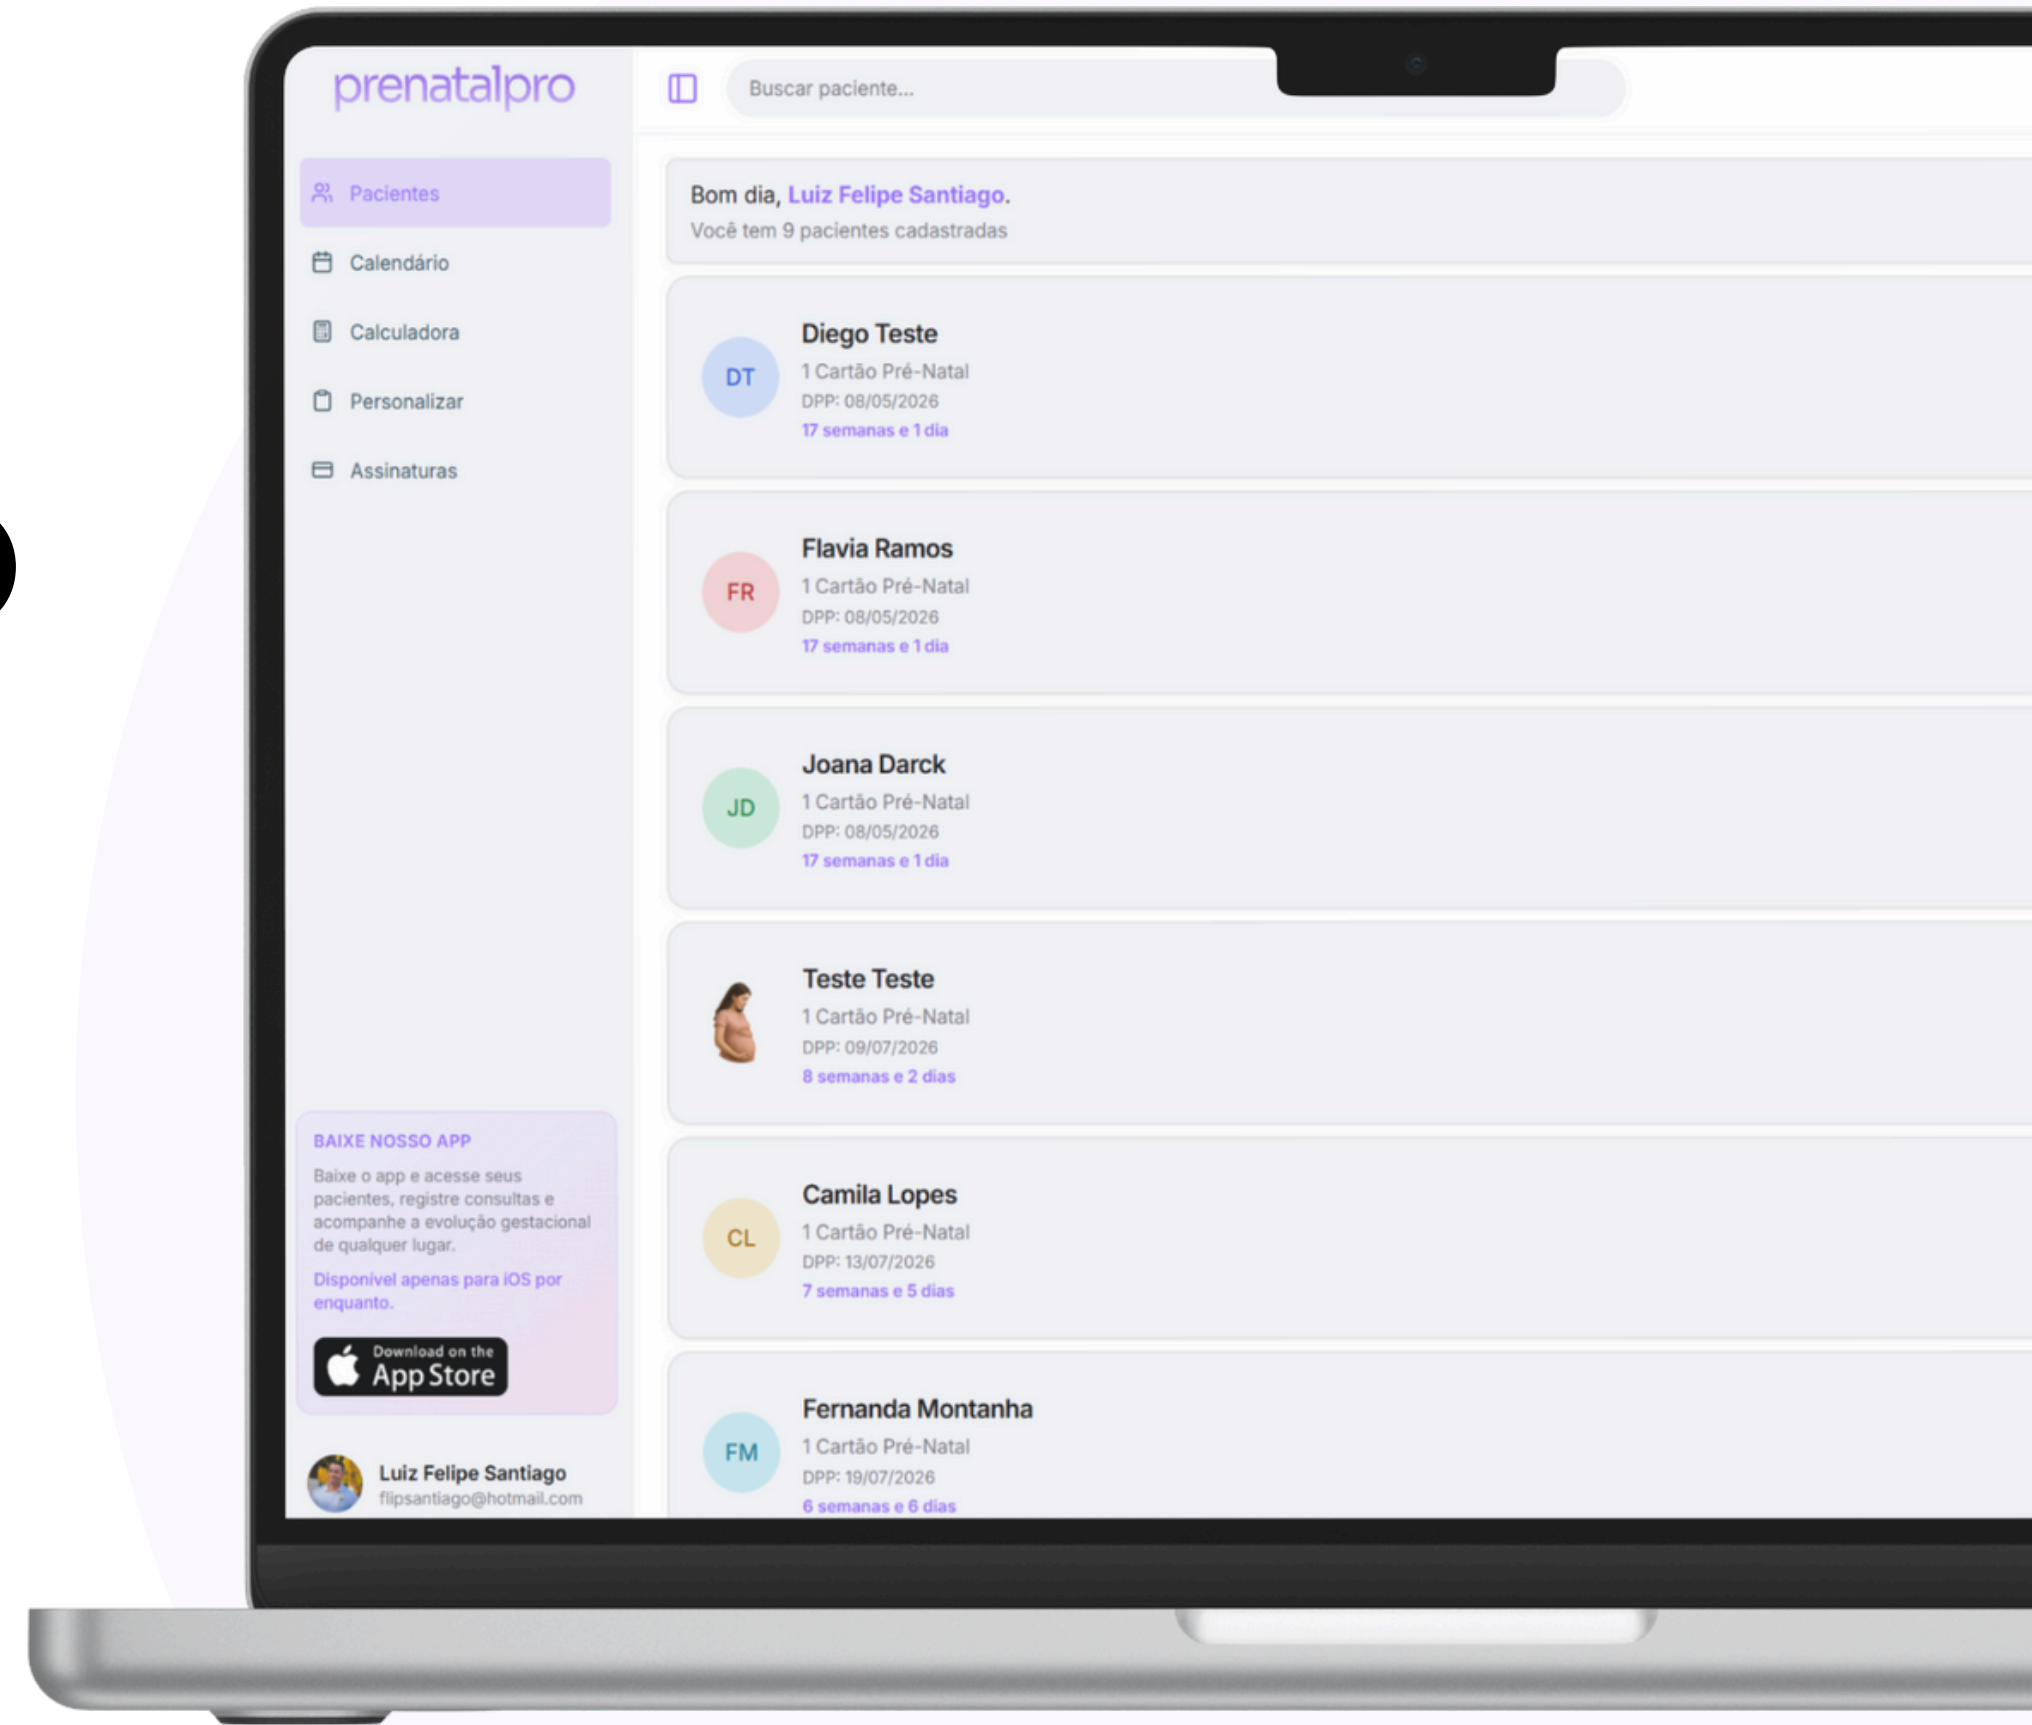 prenatalpro
Buscar paciente...
Pacientes
Calendário
Calculadora
Personalizar
Assinaturas
Bom dia, Luiz Felipe Santiago.
Você tem 9 pacientes cadastradas
DT
Diego Teste
1 Cartão Pré-Natal
DPP: 08/05/2026
17 semanas e 1 dia
FR
Flavia Ramos
1 Cartão Pré-Natal
DPP: 08/05/2026
17 semanas e 1 dia
JD
Joana Darck
1 Cartão Pré-Natal
DPP: 08/05/2026
17 semanas e 1 dia
Teste Teste
1 Cartão Pré-Natal
DPP: 09/07/2026
8 semanas e 2 dias
CL
Camila Lopes
1 Cartão Pré-Natal
DPP: 13/07/2026
7 semanas e 5 dias
FM
Fernanda Montanha
1 Cartão Pré-Natal
DPP: 19/07/2026
6 semanas e 6 dias
BAIXE NOSSO APP
Baixe o app e acesse seus
pacientes, registre consultas e
acompanhe a evolução gestacional
de qualquer lugar.
Disponível apenas para iOS por
enquanto.
Download on the
App Store
Luiz Felipe Santiago
flipsantiago@hotmail.com